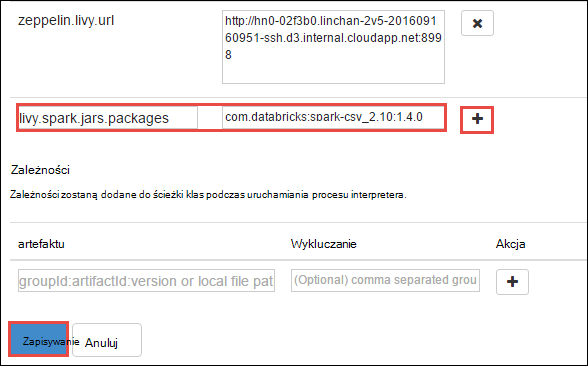 zeppelin.livy.url
http://hn0-02f3b0.linchan-2v5-2016091
60951-ssh.d3.internal.cloudapp.net:899
8
livy.spark.jars.packages
com.databricks:spark-csv_2.10:1.4.0
Zależności
Zależności zostaną dodane do ścieżki klas podczas uruchamiania procesu interpretera.
artefaktu Wykluczanie Akcja
groupId:artifactId:version or local file pat (Optional) comma separated grou
Zapisywanie Anuluj